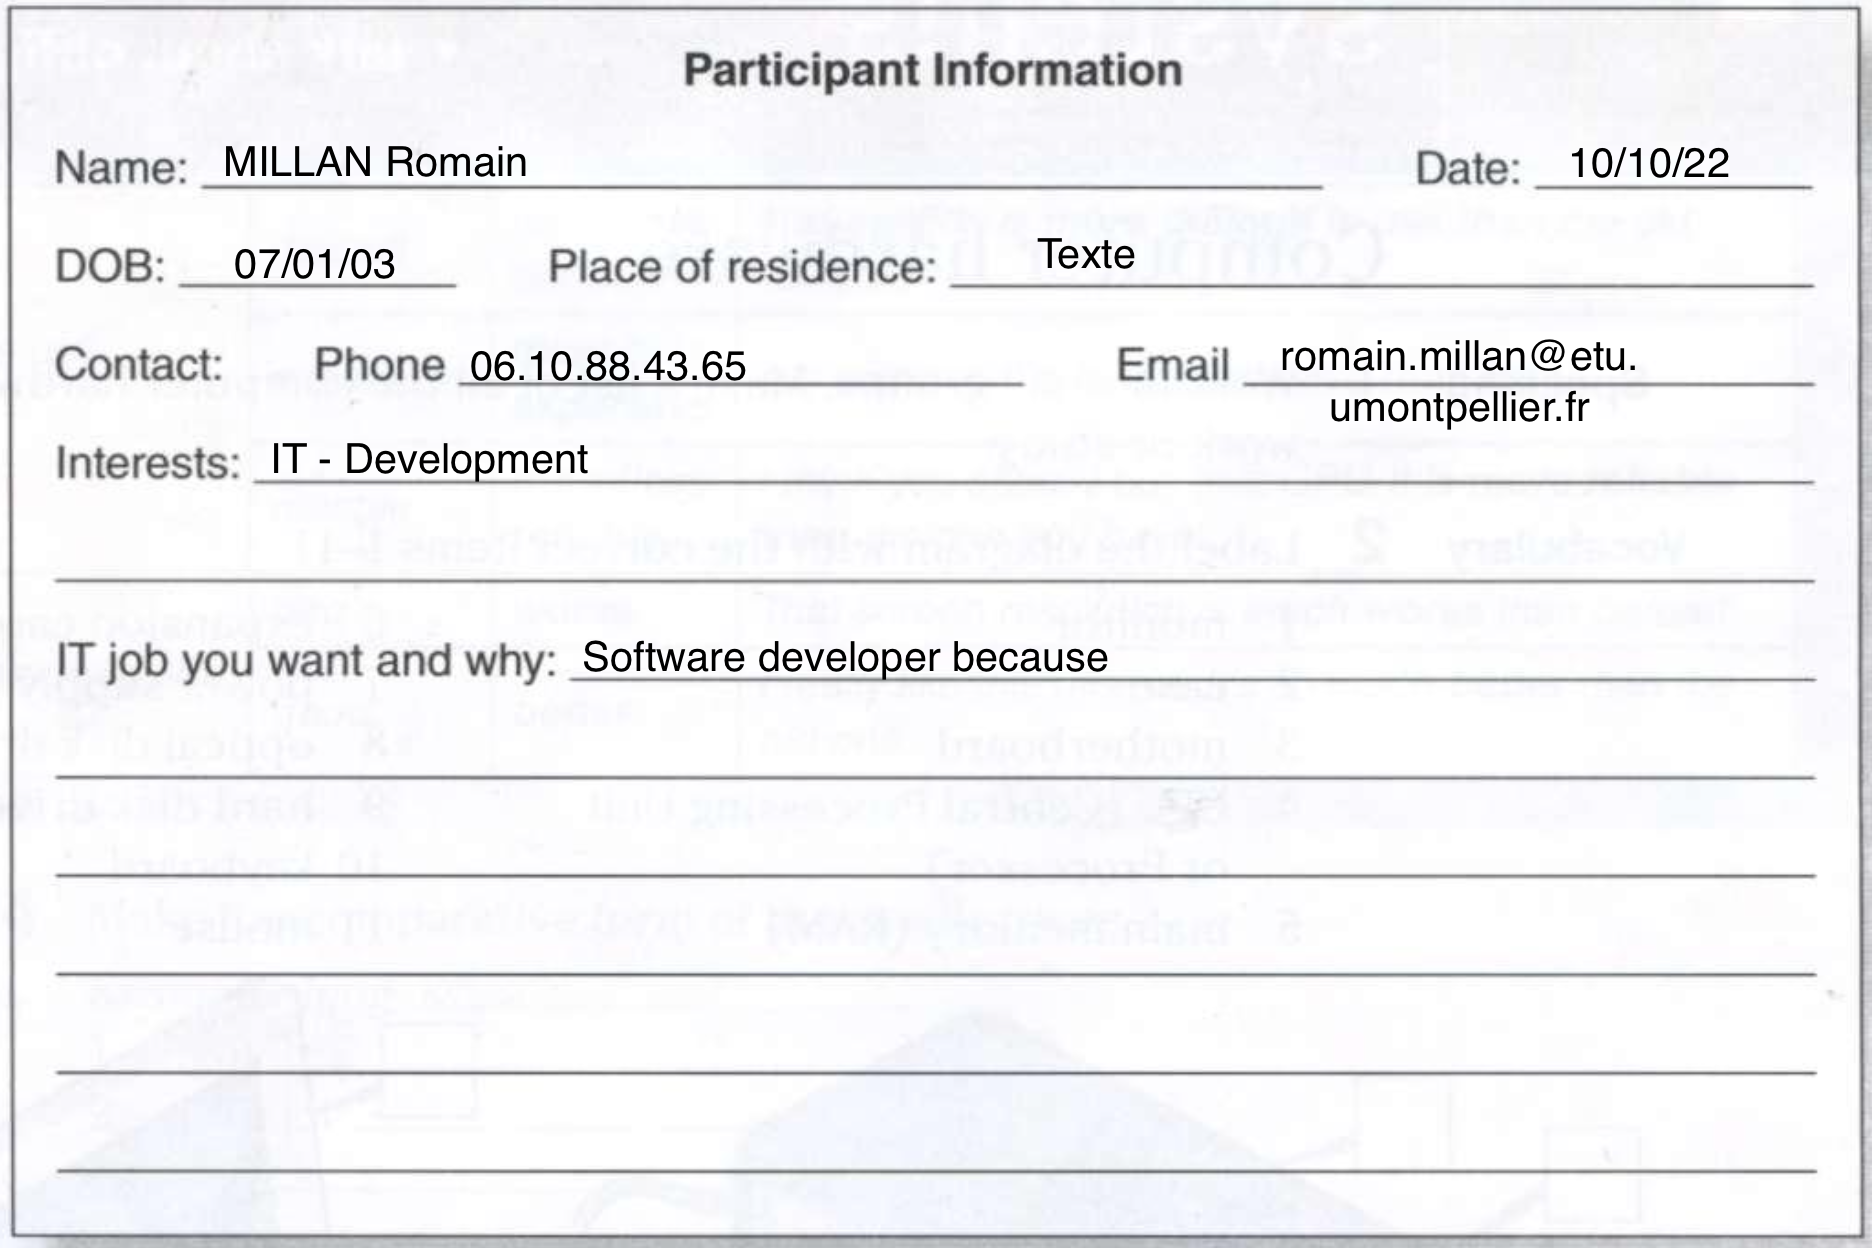 Participant Information
Name: MILLAN Romain Date: 10/10/22
DOB: 07/01/03 Place of residence: Texte
Contact: Phone 06.10.88.43.65 Email romain.millan@etu.
umontpellier.fr
Interests: IT - Development
IT job you want and why: Software developer because